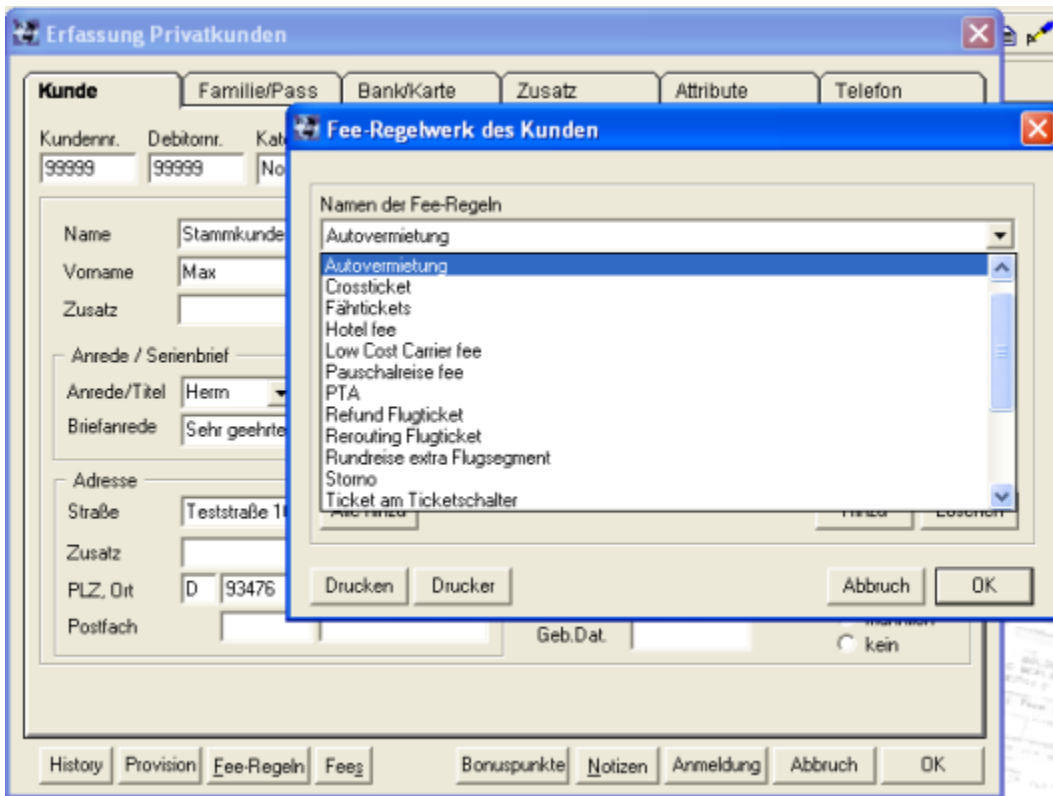 Erfassung Privatkunden
Kunde Familie/Pass Bank/Karte Zusatz Attribute Telefon
Kundennr. Debitornr.
99999 99999
Name Stammkunde
Vorname Max
Zusatz
Anrede / Serienbrief
Anrede/Titel Herrn
Briefanrede Sehr geehrte
Adresse
Straße Teststraße
Zusatz
PLZ, Ort D 93476
Postfach
Fee-Regelwerk des Kunden
Namen der Fee-Regeln
Autovermietung
Autovermietung
Crossticket
Fährtickets
Hotel fee
Low Cost Carrier fee
Pauschalreise fee
PTA
Refund Flugticket
Rerouting Flugticket
Rundreise extra Flugsegment
Storno
Ticket am Ticketschalter
Drucken Drucker Abbruch OK
Geb.Dat.
kein
History Provision Fee-Regeln Fees Bonuspunkte Notizen Anmeldung Abbruch OK